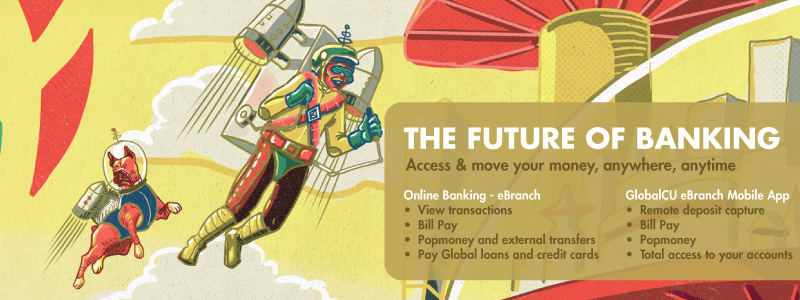 THE FUTURE OF BANKING
Access & move your money, anywhere, anytime
Online Banking - eBranch
• View transactions
• Bill Pay
• Popmoney and external transfers
• Pay Global loans and credit cards
GlobalCU eBranch Mobile App
• Remote deposit capture
• Bill Pay
• Popmoney
• Total access to your accounts